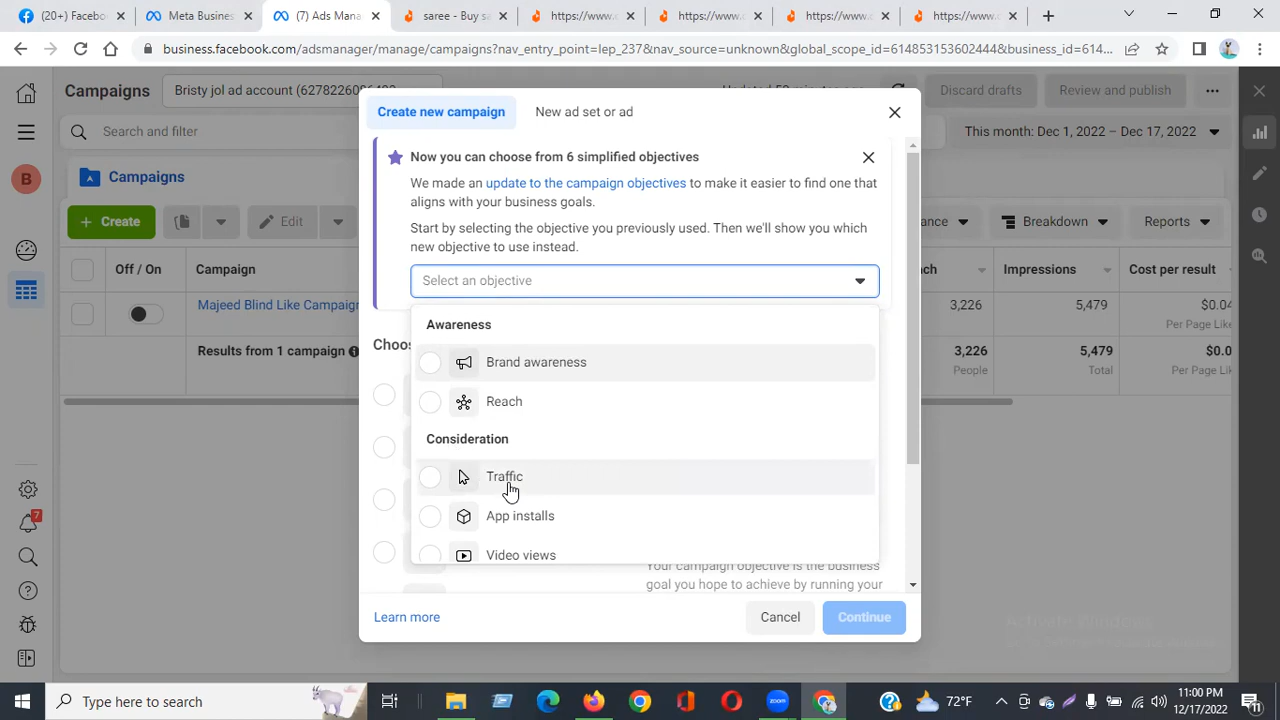 (20+) Facebook
Meta Business
(7) Ads Mana
saree - Buy sa
https://www.
https://www.
https://www.
https://www.
business.facebook.com/adsmanager/manage/campaigns?nav_entry_point=lep_237&nav_source=unknown&global_scope_id=614853153602444&business_id=614...
Campaigns
Bristy jol ad account
Discard drafts
Review and publish
Search and filter
This month: Dec 1, 2022 – Dec 17, 2022
Campaigns
+ Create
Edit
Breakdown
Reports
Off / On
Campaign
Impressions
Cost per result
Majeed Blind Like Campaign
3,226
5,479
$0.04
Per Page Like
Results from 1 campaign
3,226
People
5,479
Total
$0.0
Per Page Like
B
7
Create new campaign
New ad set or ad
Now you can choose from 6 simplified objectives
We made an update to the campaign objectives to make it easier to find one that
aligns with your business goals.
Start by selecting the objective you previously used. Then we'll show you which
new objective to use instead.
Select an objective
Awareness
Brand awareness
Reach
Consideration
Traffic
App installs
Video views
Your campaign objective is the business
goal you hope to achieve by running your
Learn more
Cancel
Continue
Type here to search
72°F
11:00 PM
12/17/2022
11